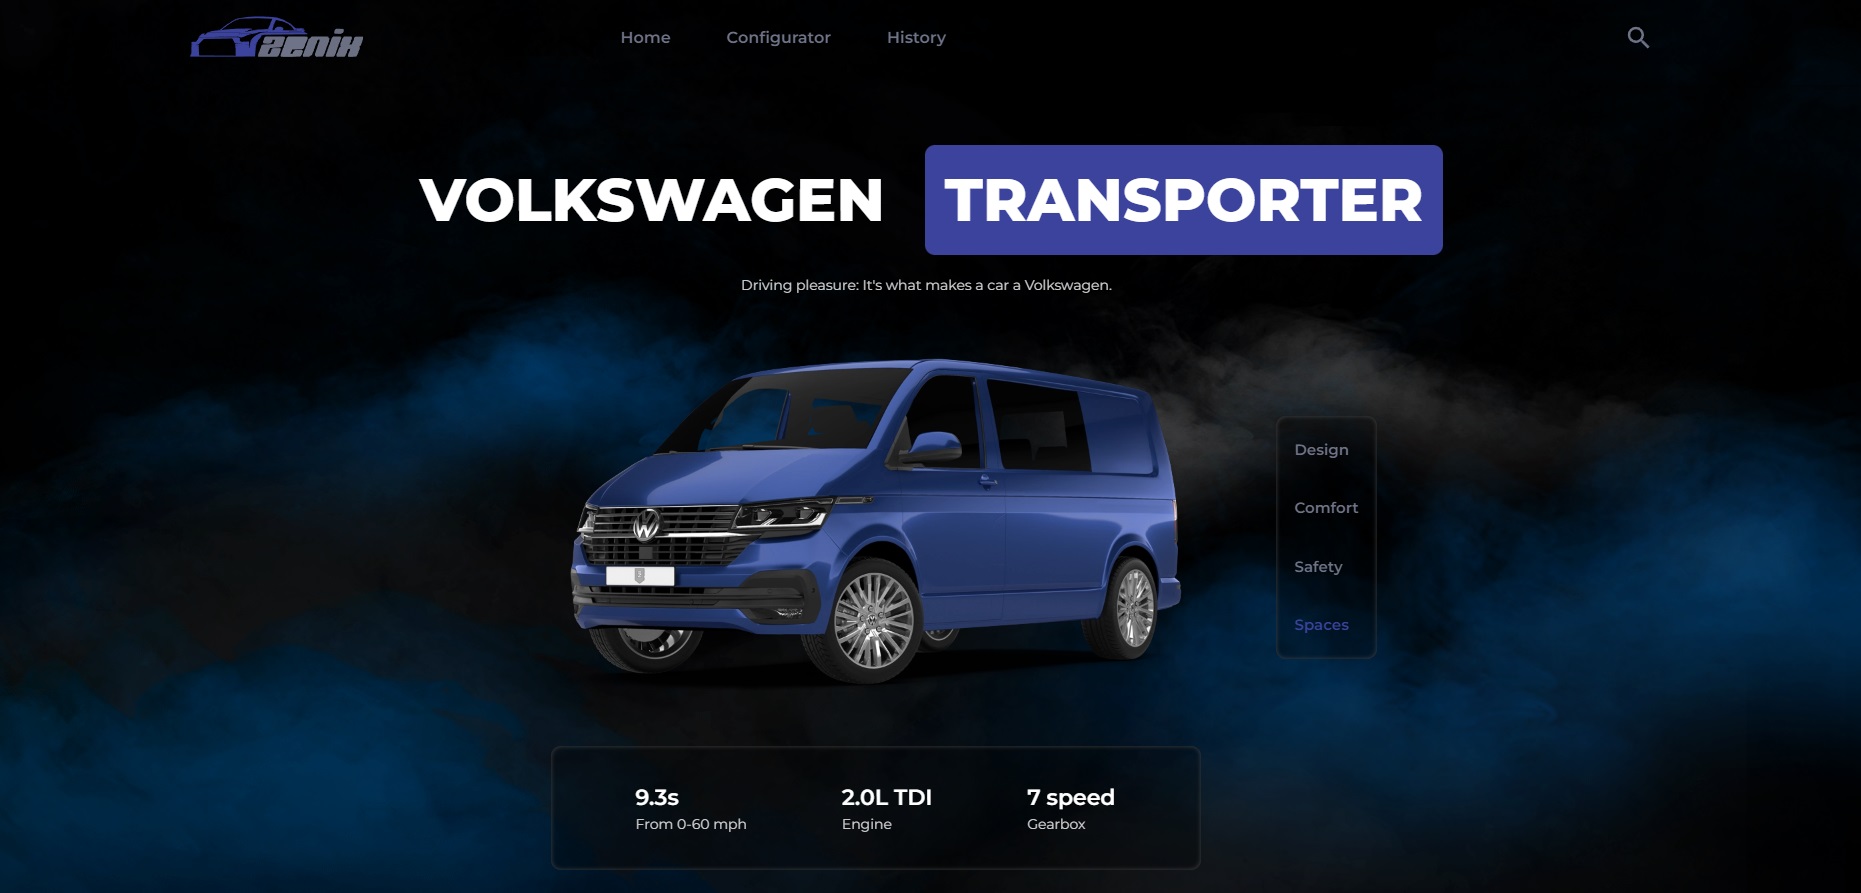 zenix
Home
Configurator
History
VOLKSWAGEN TRANSPORTER
Driving pleasure: It's what makes a car a Volkswagen.
Design
Comfort
Safety
Spaces
9.3s
From 0-60 mph
2.0L TDI
Engine
7 speed
Gearbox